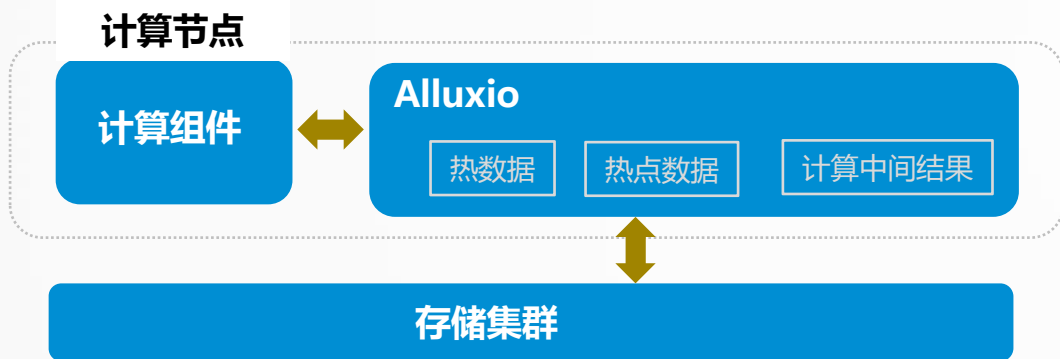 计算节点
计算组件
Alluxio
热数据
热点数据
计算中间结果
存储集群